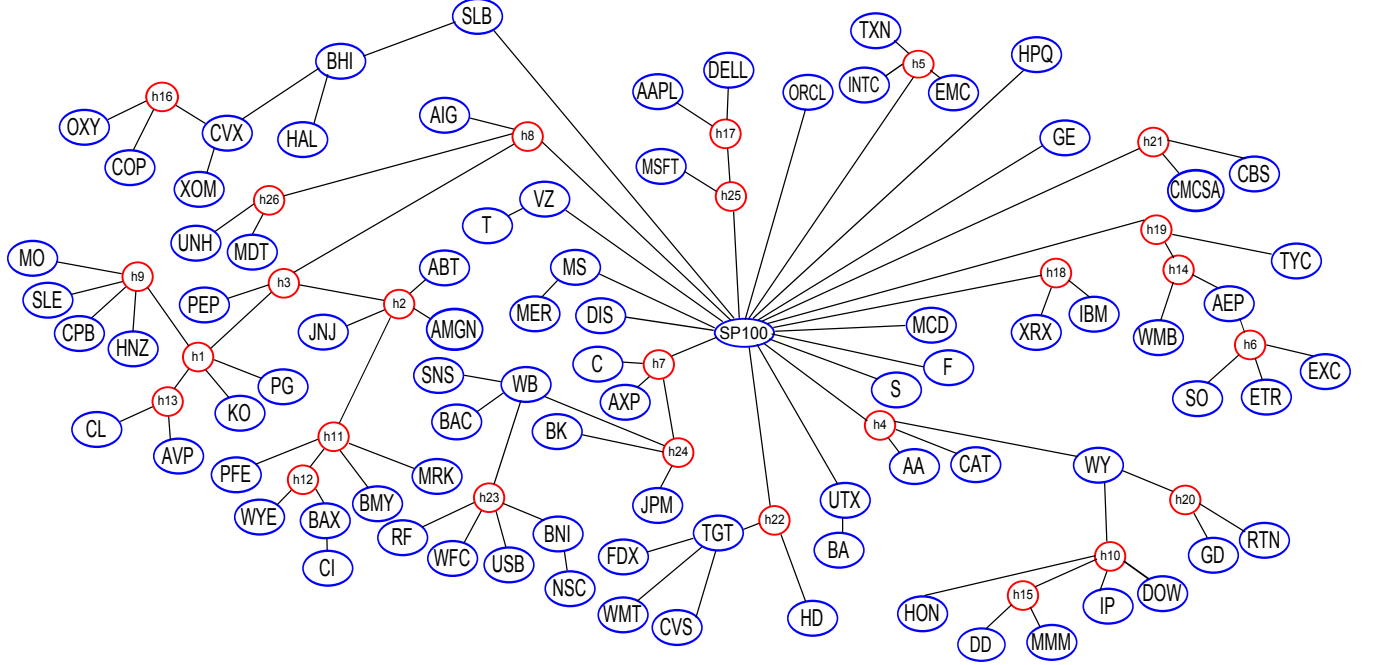 SLB
TXN
HPQ
BHI
h5
DELL
INTC
EMC
AAPL
ORCL
h16
OXY
CVX
HAL
COP
XOM
AIG
h8
h17
MSFT
h25
GE
h21
CMCSA
CBS
h26
UNH
MDT
VZ
T
h19
TYC
h14
h18
MO
h9
SLE
CPB
HNZ
PEP
h3
h2
ABT
JNJ
AMGN
MS
MER
DIS
SP100
MCD
XRX
IBM
WMB
AEP
h6
SO
ETR
EXC
h1
PG
KO
h13
CL
AVP
SNS
WB
BAC
C
h7
AXP
F
S
h4
AA
CAT
WY
BK
h24
JPM
h11
PFE
MRK
h12
WYE
BAX
BMY
CI
h23
RF
WFC
USB
BNI
NSC
TGT
h22
FDX
WMT
CVS
HD
UTX
BA
h20
GD
RTN
h10
HON
h15
IP
DOW
DD
MMM